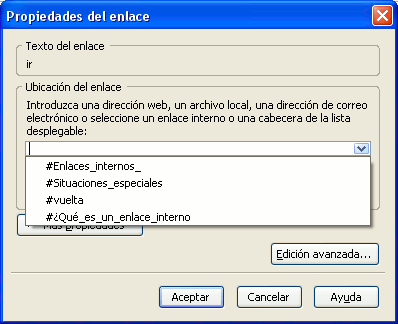 Propiedades del enlace
Texto del enlace
ir
Ubicación del enlace
Introduzca una dirección web, un archivo local, una dirección de correo
electrónico o seleccione un enlace interno o una cabecera de la lista
desplegable:
#Enlaces_internos_
#Situaciones_especiales
#vuelta
#¿Qué_es_un_enlace_interno
Más propiedades
Edición avanzada...
Aceptar
Cancelar
Ayuda